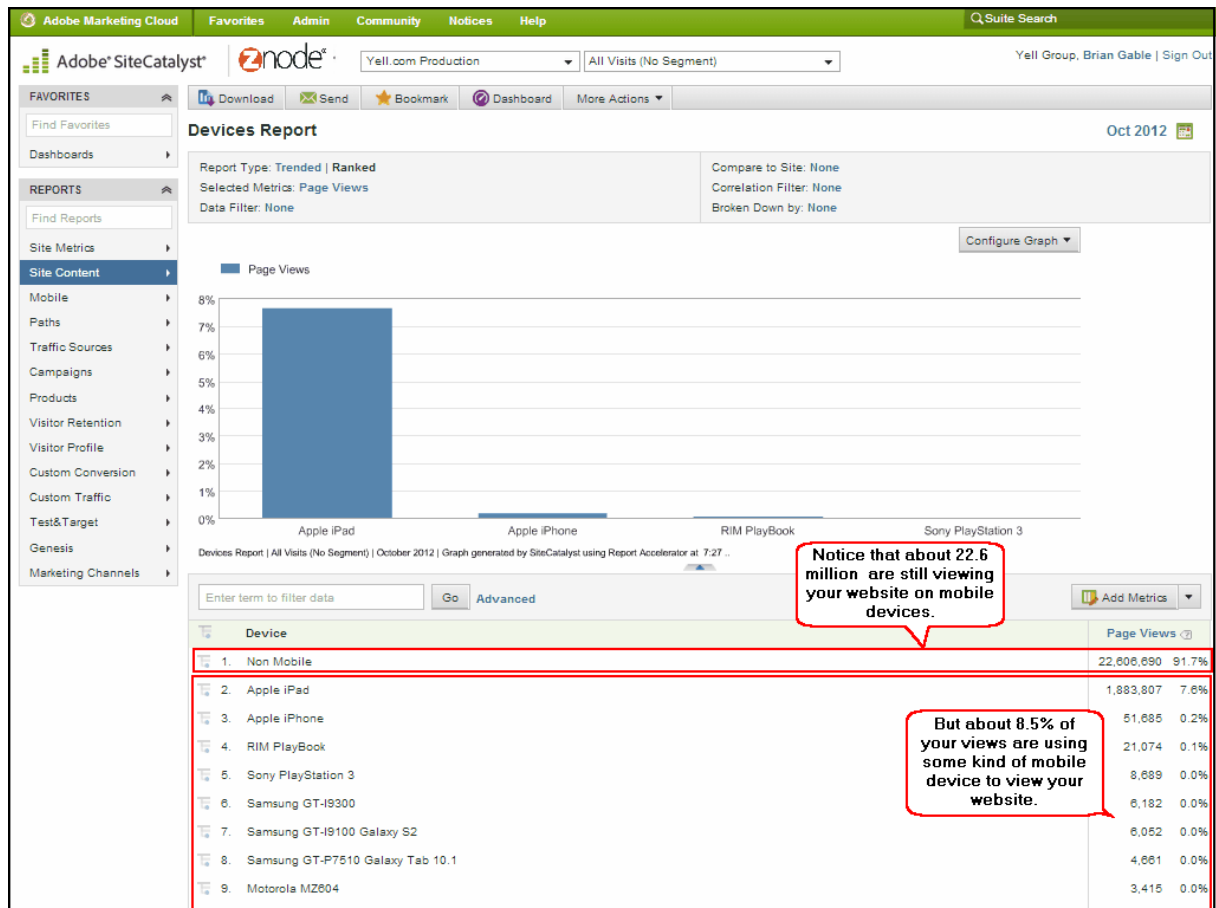 Adobe Marketing Cloud Favorites Admin Community Notices Help Suite Search
Adobe® SiteCatalyst® znode Yell.com Production All Visits (No Segment) Yell Group, Brian Gable | Sign Out
FAVORITES
Find Favorites
Dashboards
REPORTS
Find Reports
Site Metrics
Site Content
Mobile
Paths
Traffic Sources
Campaigns
Products
Visitor Retention
Visitor Profile
Custom Conversion
Custom Traffic
Test&Target
Genesis
Marketing Channels
Download Send Bookmark Dashboard More Actions
Devices Report Oct 2012
Report Type: Trended | Ranked
Selected Metrics: Page Views
Data Filter: None
Compare to Site: None
Correlation Filter: None
Broken Down by: None
Configure Graph
Page Views
8%
7%
6%
5%
4%
3%
2%
1%
0%
Apple iPad Apple iPhone RIM PlayBook Sony PlayStation 3
Devices Report | All Visits (No Segment) | October 2012 | Graph generated by SiteCatalyst using Report Accelerator at 7:27 ..
Notice that about 22.6
million are still viewing
your website on mobile
devices.
Enter term to filter data Go Advanced Add Metrics
Device Page Views
1. Non Mobile 22,606,690 91.7%
2. Apple iPad 1,883,807 7.6%
3. Apple iPhone 51,685 0.2%
4. RIM PlayBook 21,074 0.1%
5. Sony PlayStation 3 8,689 0.0%
6. Samsung GT-I9300 6,182 0.0%
7. Samsung GT-I9100 Galaxy S2 6,052 0.0%
8. Samsung GT-P7510 Galaxy Tab 10.1 4,661 0.0%
9. Motorola MZ604 3,415 0.0%
But about 8.5% of
your views are using
some kind of mobile
device to view your
website.